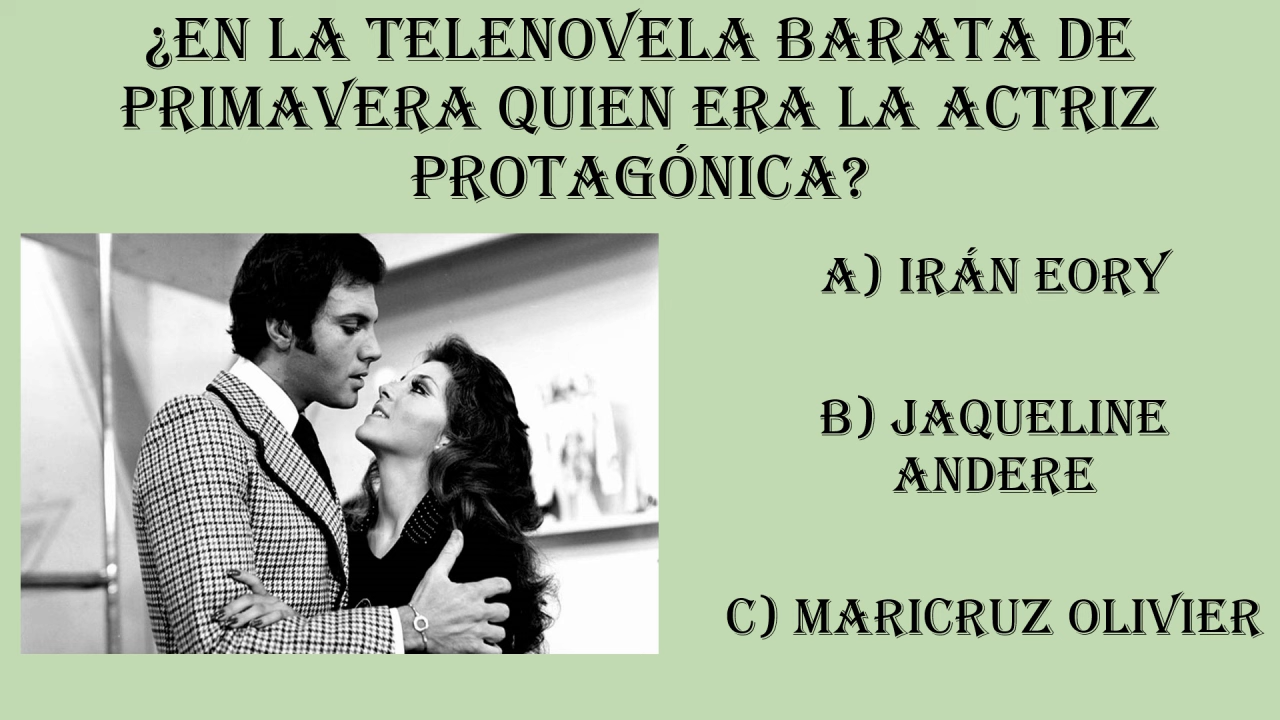 ¿EN LA TELENOVELA BARATA DE
PRIMAVERA QUIEN ERA LA ACTRIZ
PROTAGÓNICA?
A) IRÁN EORY
B) JAQUELINE
ANDERE
C) MARICRUZ OLIVIER